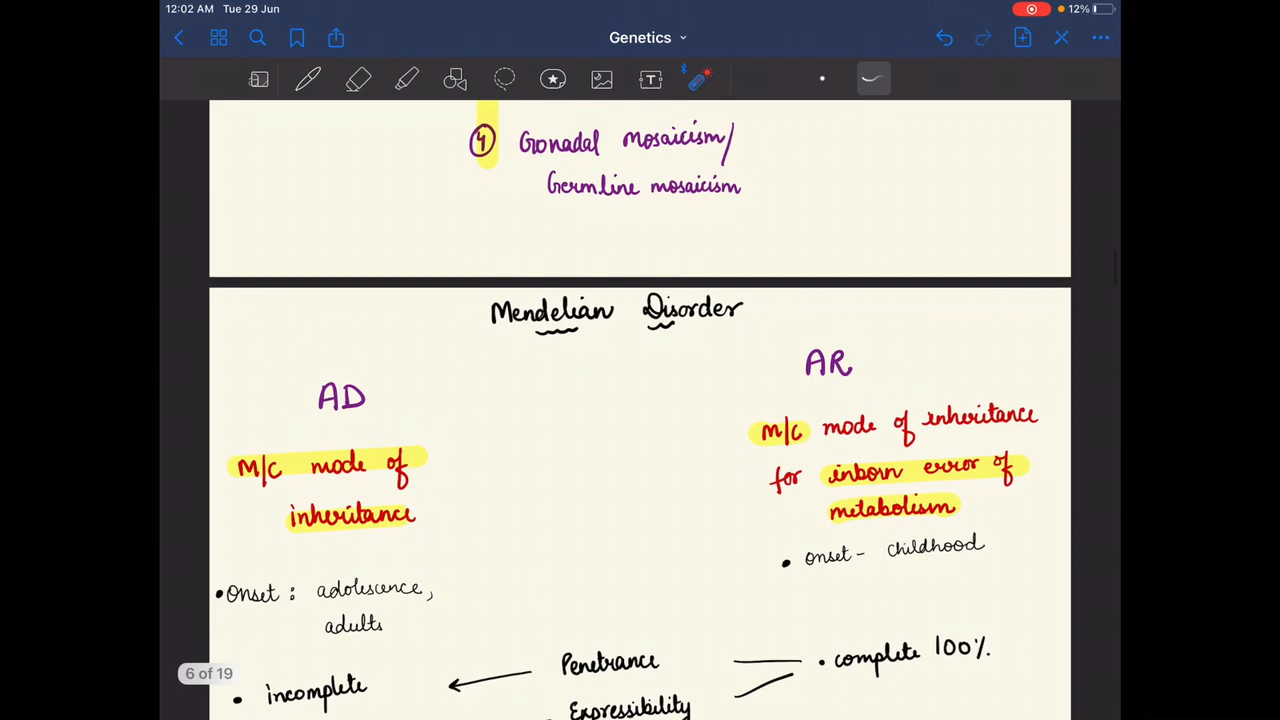 12:02 AM Tue 29 Jun
12%
Genetics
T
4 Gonadal mosaicism/
Germline mosaicism
Mendelian Disorder
AD
AR
M/C mode of
inheritance
M/C mode of inheritance
for inborn error of
metabolism
• Onset - childhood
• Onset : adolescence,
adults
6 of 19
• incomplete
Penetrance
Expressibility
• complete 100%.